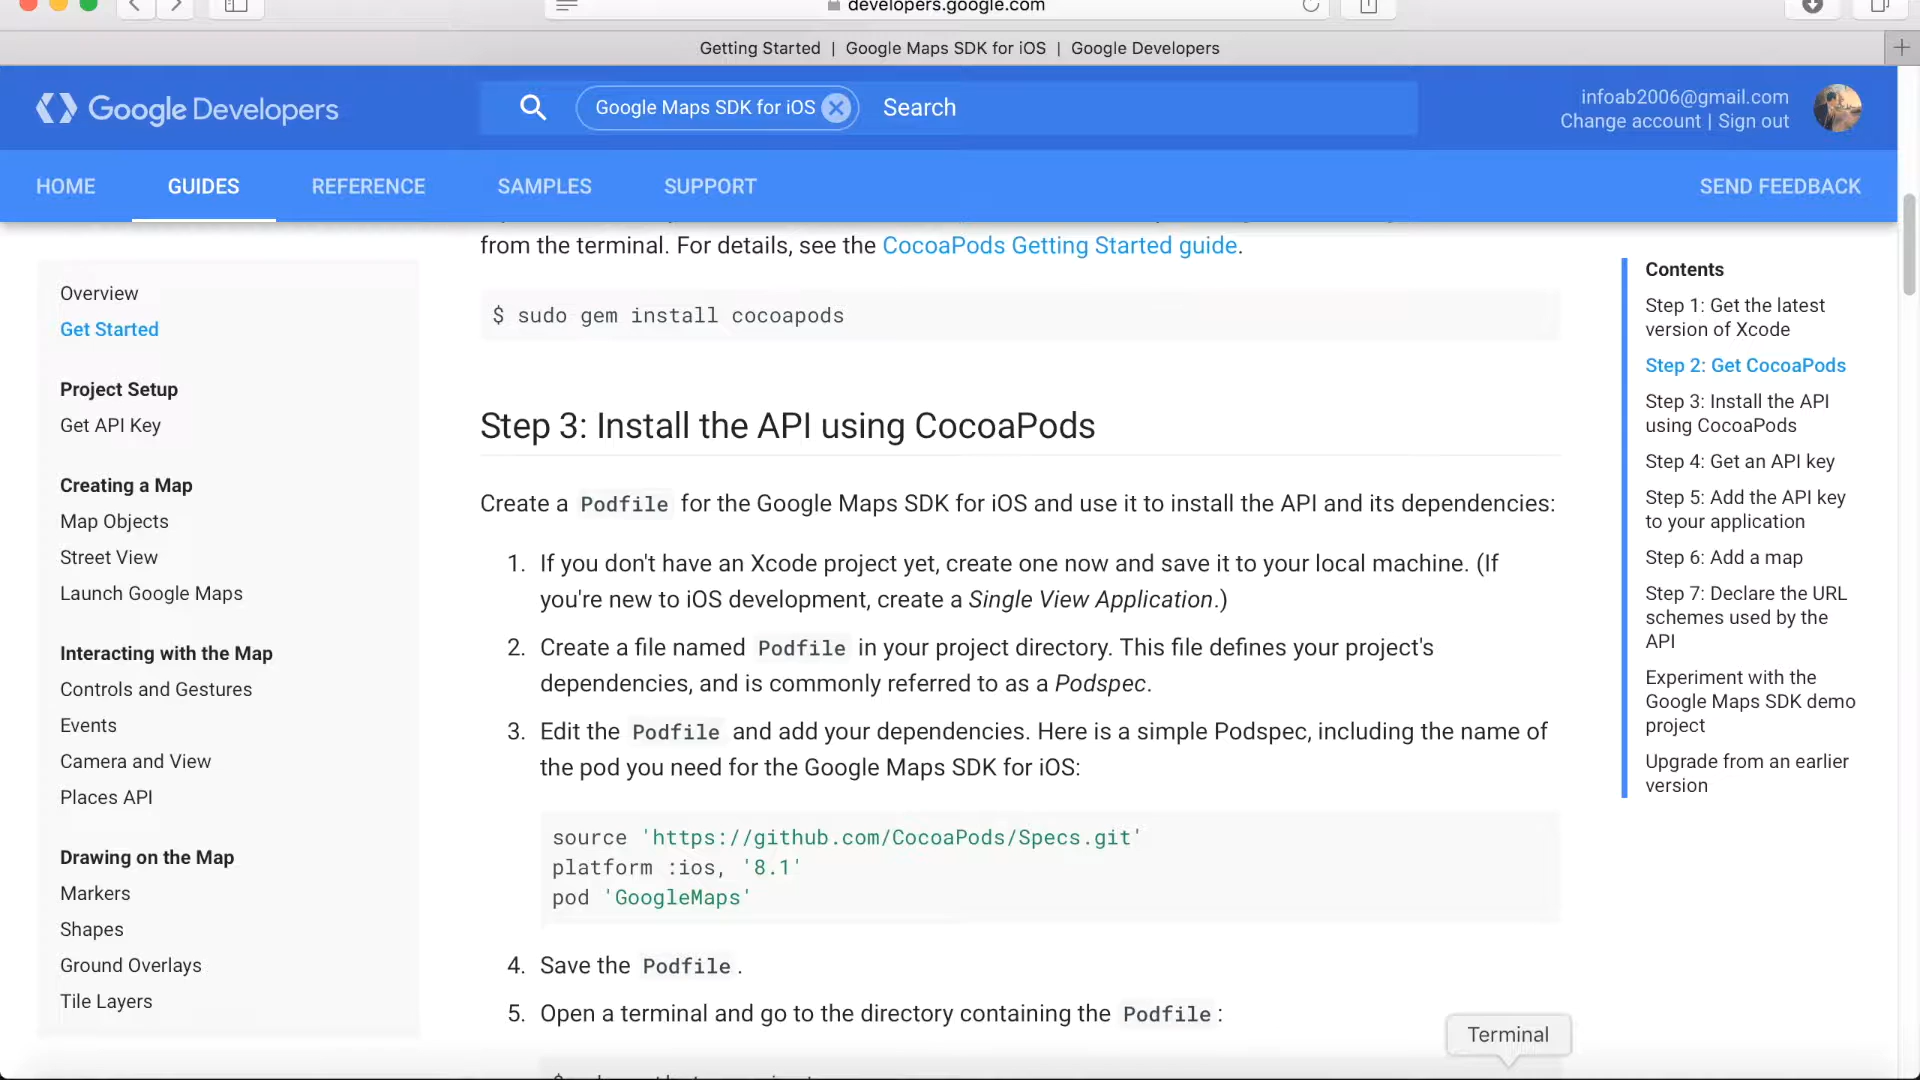 developers.google.com
Getting Started | Google Maps SDK for iOS | Google Developers
Google Developers
Google Maps SDK for iOS
Search
infoab2006@gmail.com
Change account | Sign out
HOME
GUIDES
REFERENCE
SAMPLES
SUPPORT
SEND FEEDBACK
Overview
Get Started
Project Setup
Get API Key
Creating a Map
Map Objects
Street View
Launch Google Maps
Interacting with the Map
Controls and Gestures
Events
Camera and View
Places API
Drawing on the Map
Markers
Shapes
Ground Overlays
Tile Layers
from the terminal. For details, see the CocoaPods Getting Started guide.
$ sudo gem install cocoapods
Step 3: Install the API using CocoaPods
Create a Podfile for the Google Maps SDK for iOS and use it to install the API and its dependencies:
1. If you don't have an Xcode project yet, create one now and save it to your local machine. (If
you're new to iOS development, create a Single View Application.)
2. Create a file named Podfile in your project directory. This file defines your project's
dependencies, and is commonly referred to as a Podspec.
3. Edit the Podfile and add your dependencies. Here is a simple Podspec, including the name of
the pod you need for the Google Maps SDK for iOS:
source 'https://github.com/CocoaPods/Specs.git'
platform :ios, '8.1'
pod 'GoogleMaps'
4. Save the Podfile.
5. Open a terminal and go to the directory containing the Podfile:
Contents
Step 1: Get the latest
version of Xcode
Step 2: Get CocoaPods
Step 3: Install the API
using CocoaPods
Step 4: Get an API key
Step 5: Add the API key
to your application
Step 6: Add a map
Step 7: Declare the URL
schemes used by the
API
Experiment with the
Google Maps SDK demo
project
Upgrade from an earlier
version
Terminal